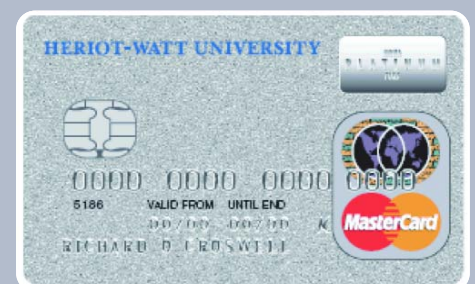 HERIOT-WATT UNIVERSITY
PLATINUM
0000 0000 0000 0000
5186 VALID FROM UNTIL END
00/00 00/00
MasterCard
RICHARD D CROSWELL